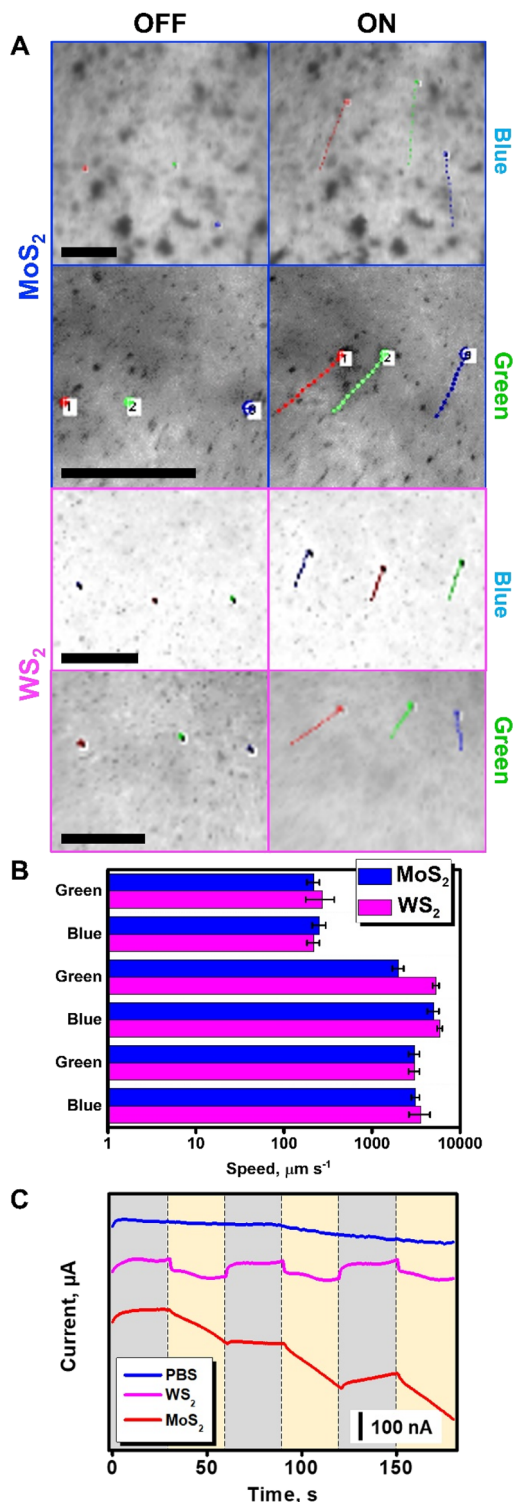 OFF ON
A
MoS₂
Blue
1 2
1 2
Green
WS₂
Blue
Green
B
MoS₂
WS₂
Green
Blue
Green
Blue
Green
Blue
1 10 100 1000 10000
Speed, μm s⁻¹
C
Current, μA
PBS
WS₂
MoS₂
100 nA
0 50 100 150
Time, s